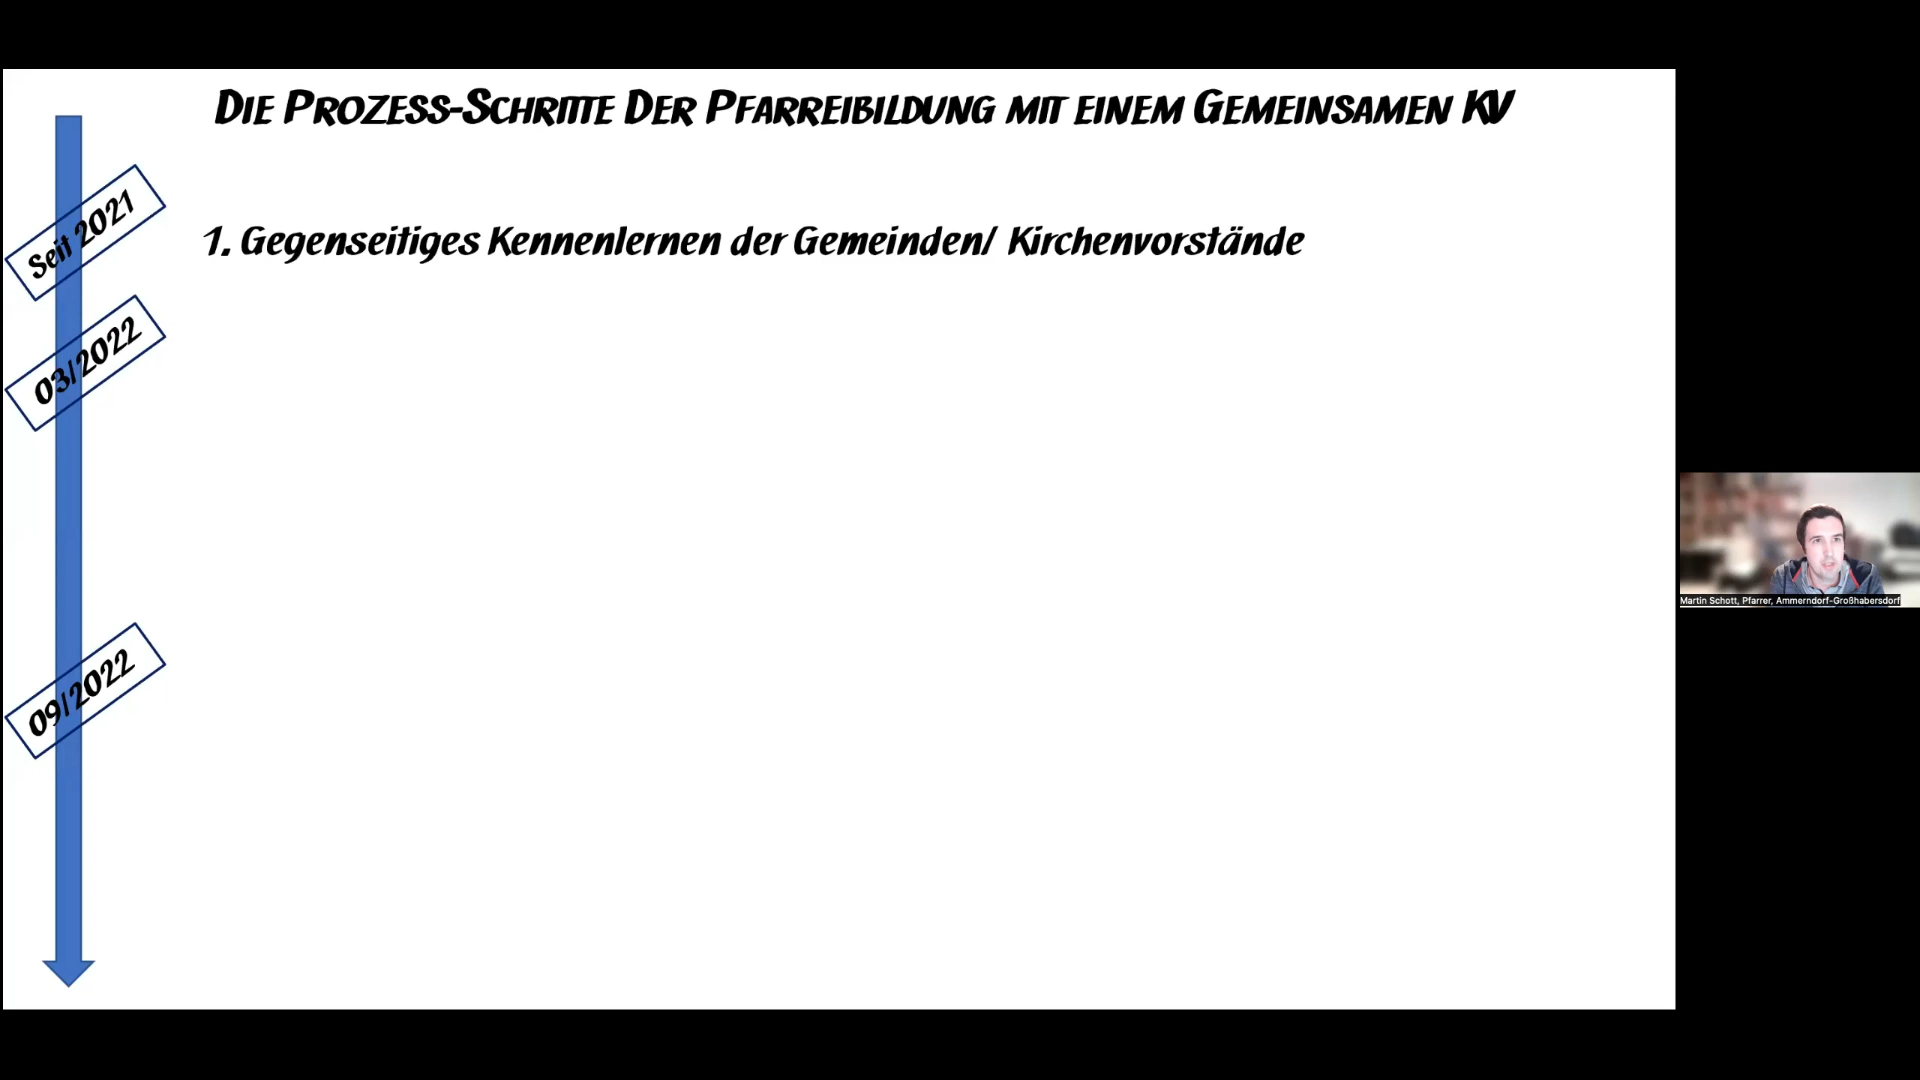 Die Prozess-Schritte Der Pfarreibildung mit einem Gemeinsamen KV
Seit 2021
1. Gegenseitiges Kennenlernen der Gemeinden/ Kirchenvorstände
03/2022
09/2022
Martin Schott, Pfarrer, Ammerndorf-Großhabersdorf